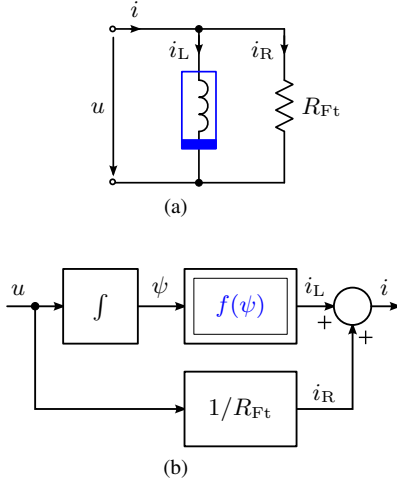 i
i_L i_R
u R_Ft
(a)
u ∫ ψ f(ψ) i_L i
+ +
1/R_Ft i_R
(b)